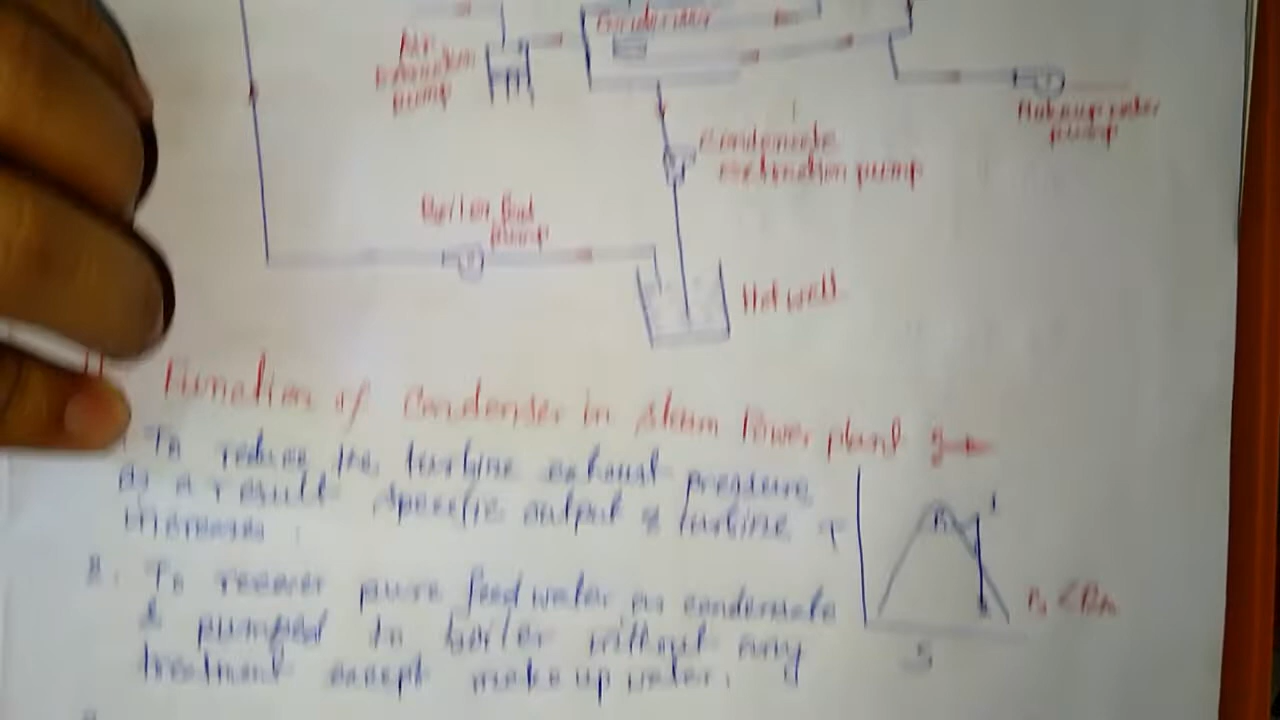 Condenser
Air
Extraction
pump
Makeup water
pump
Condensate
extraction pump
Boiler feed
pump
Hot well
Function of Condenser in steam Power plant :-
1. To reduce the turbine exhaust pressure
as a result specific output of turbine
increases.
T
1
S
2. To recover pure feed water as condensate
& pumped to boiler without any
treatment except make up water.